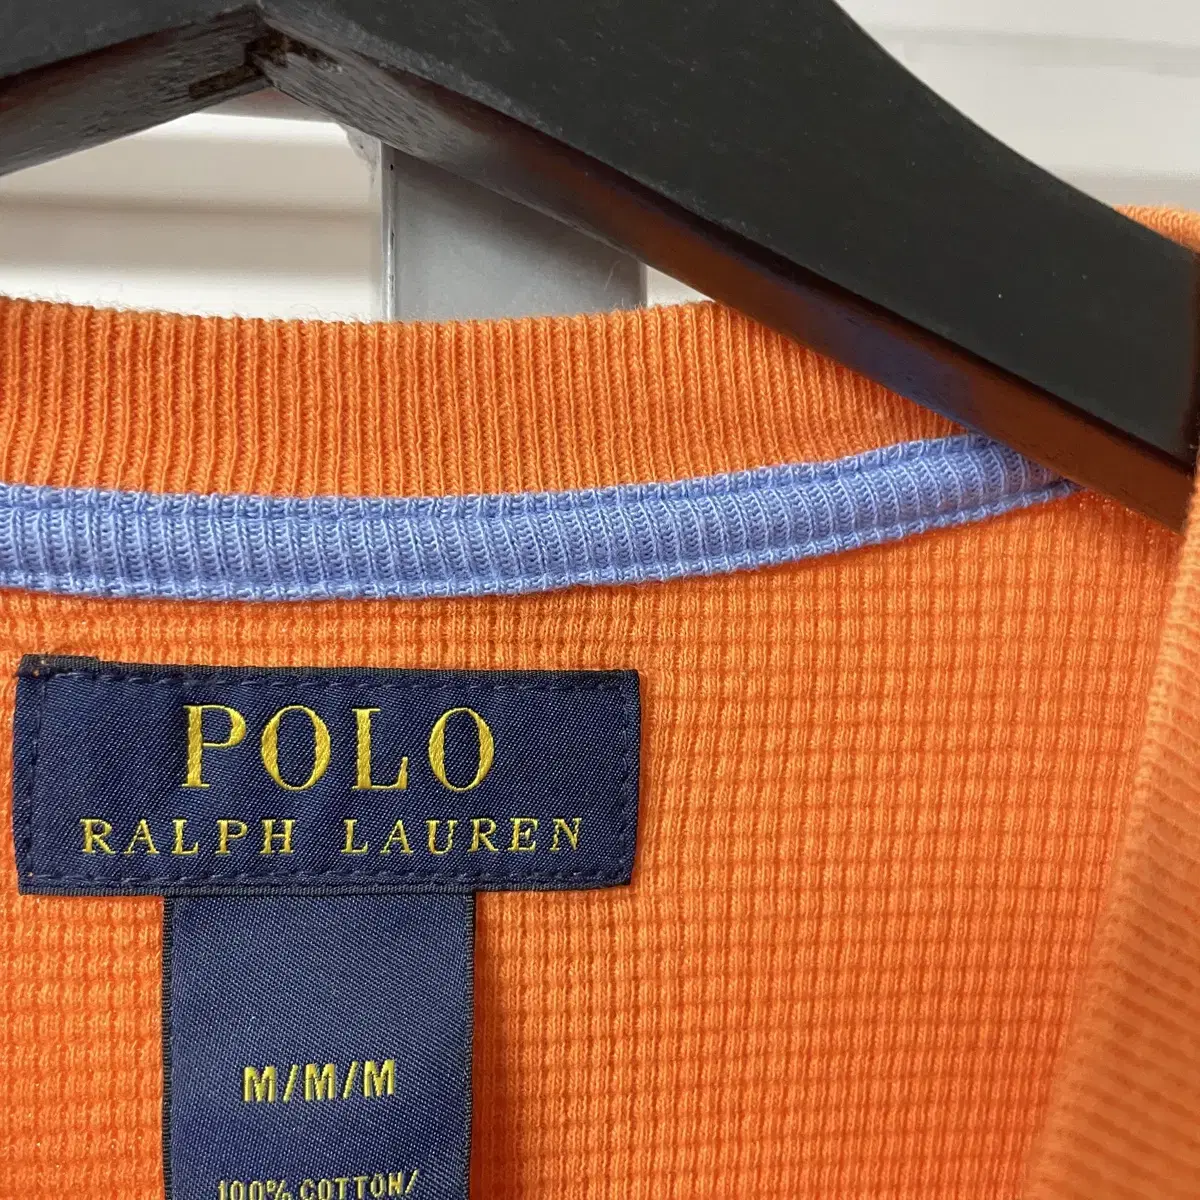 POLO
RALPH LAUREN
M/M/M
100% COTTON/